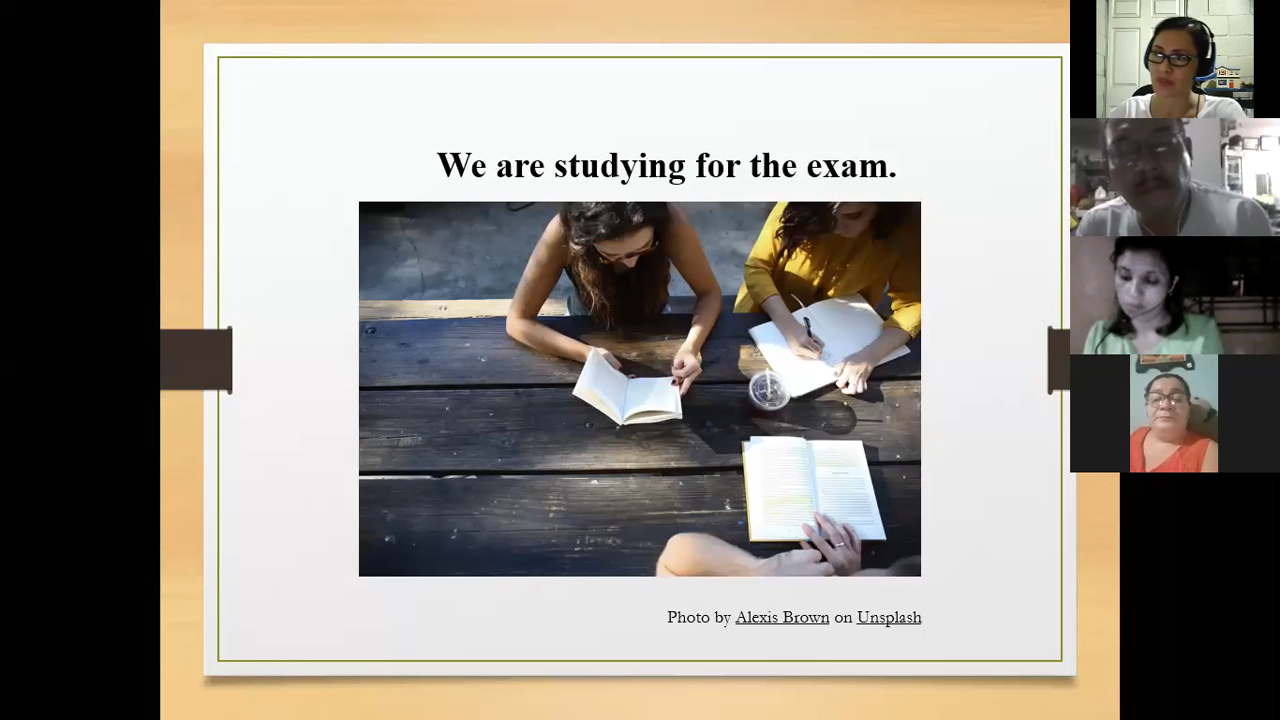 We are studying for the exam.
Photo by Alexis Brown on Unsplash